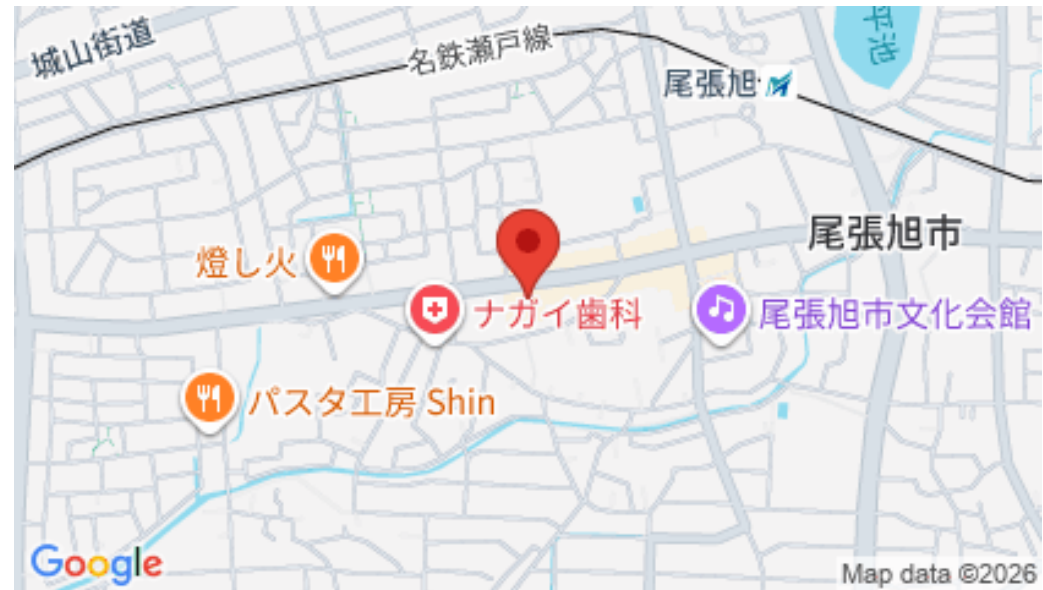 城山街道
名鉄瀬戸線
尾張旭
平池
尾張旭市
燈し火
ナガイ歯科
尾張旭市文化会館
パスタ工房 Shin
Google
Map data ©2026